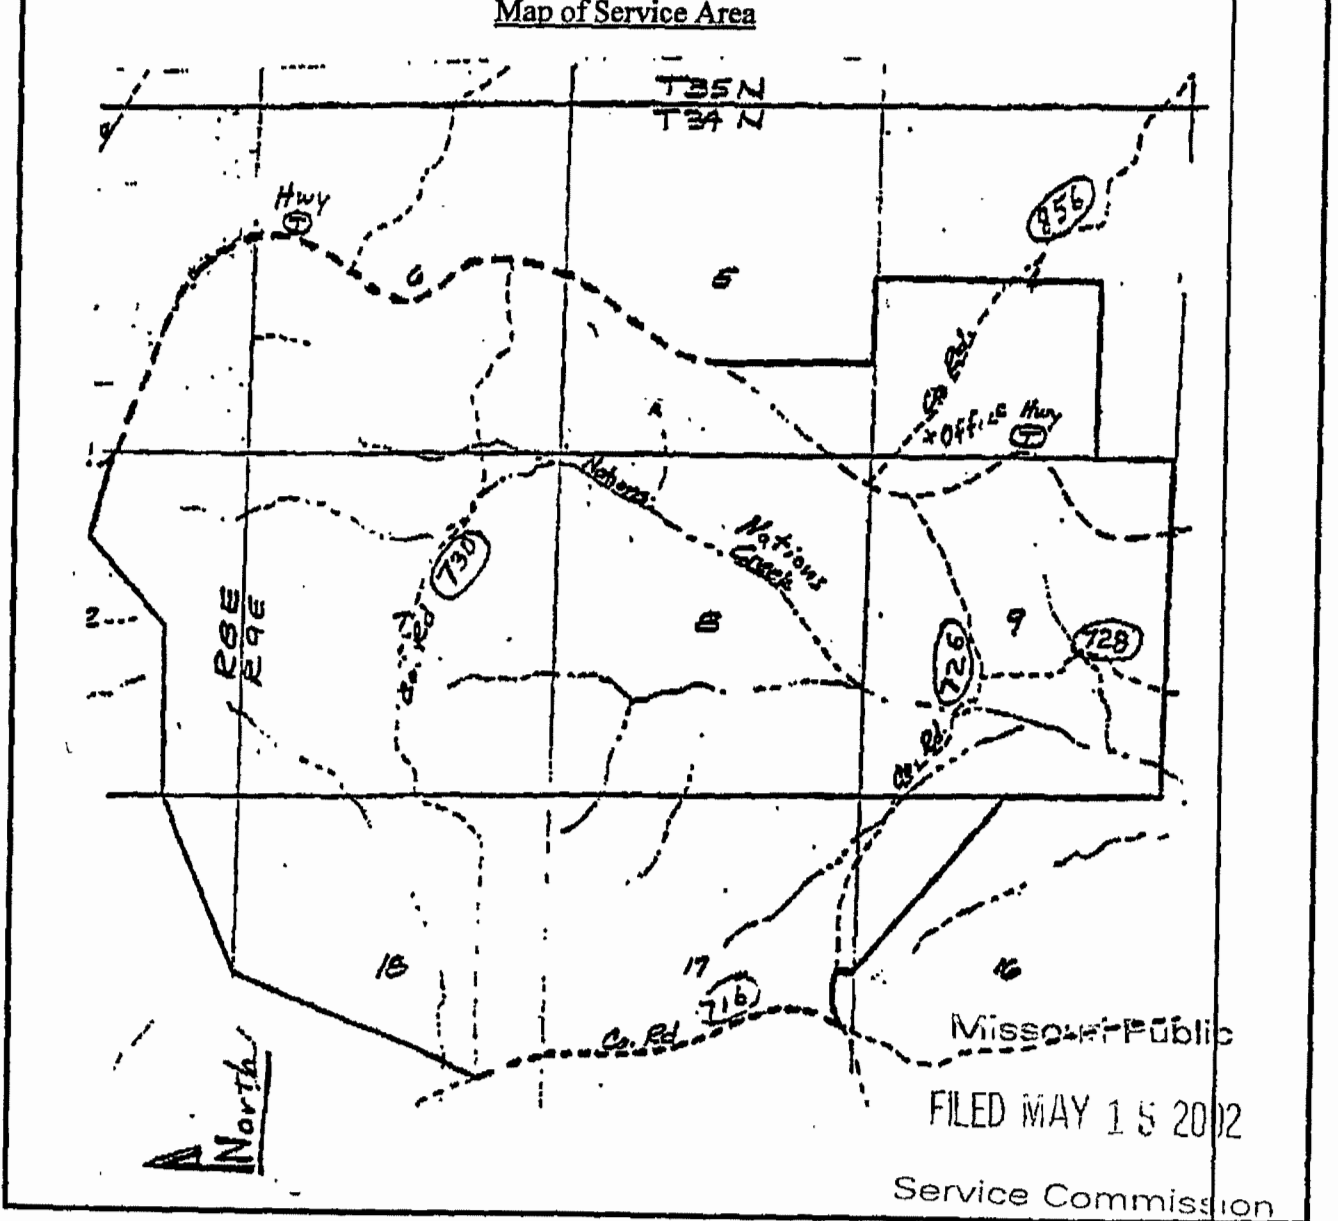 Map of Service Area
T35N
T34N
Hwy
T
856
6
5
Co Rd.
x Office
Hwy
T
1
Nations
730
Nations
Creek
2
R8E
R9E
Co. Rd
8
726
9
728
Co. Rd.
18
17
716
16
Co. Rd
Missouri Public
North
FILED MAY 15 2002
Service Commission